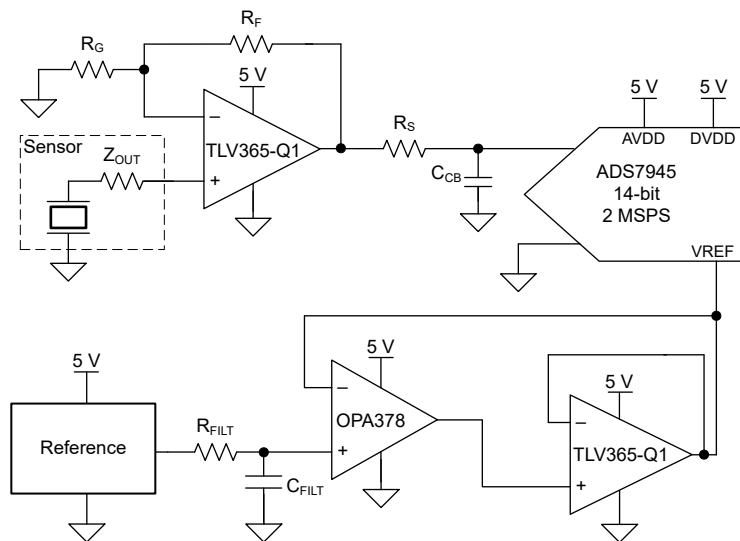 RF
RG
5 V
−
TLV365-Q1
+
Sensor
ZOUT
RS
CCB
5 V
5 V
AVDD
DVDD
ADS7945
14-bit
2 MSPS
VREF
5 V
Reference
RFILT
CFILT
5 V
−
OPA378
+
5 V
−
TLV365-Q1
+